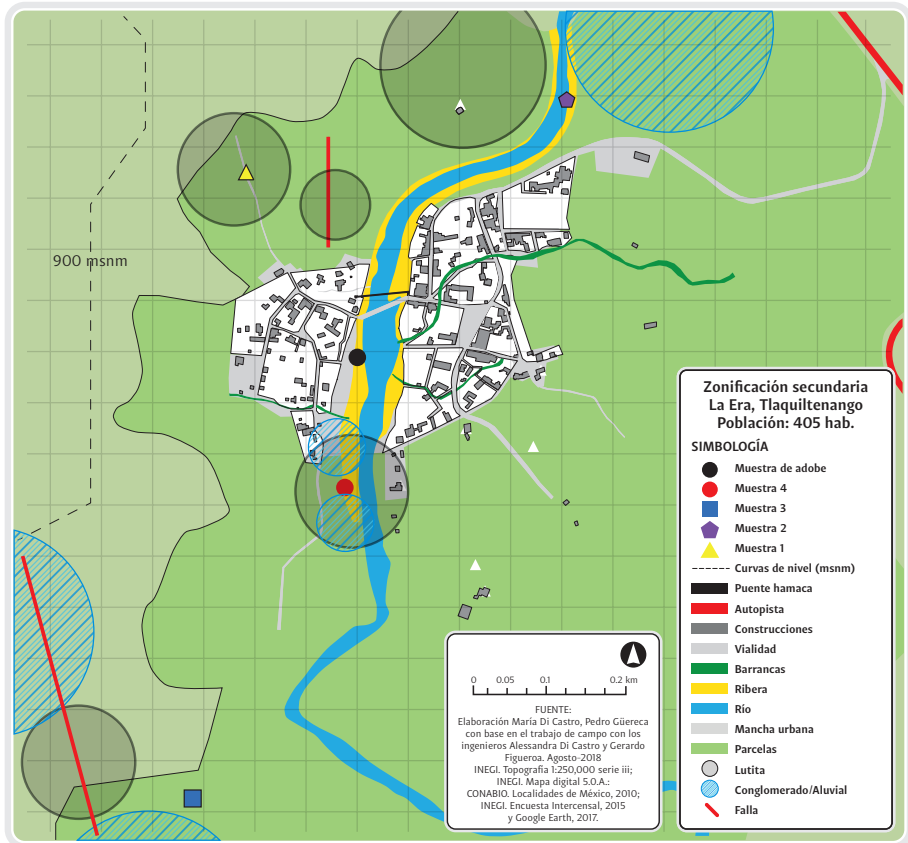 900 msnm
Zonificación secundaria
La Era, Tlaquiltenango
Población: 405 hab.
SIMBOLOGÍA
Muestra de adobe
Muestra 4
Muestra 3
Muestra 2
Muestra 1
Curvas de nivel (msnm)
Puente hamaca
Autopista
Construcciones
Vialidad
Barrancas
Ribera
Río
Mancha urbana
Parcelas
Lutita
Conglomerado/Aluvial
Falla
0 0.05 0.1 0.2 km
FUENTE:
Elaboración María Di Castro, Pedro Güereca
con base en el trabajo de campo con los
ingenieros Alessandra Di Castro y Gerardo
Figueroa. Agosto-2018
INEGI. Topografía 1:250,000 serie iii;
INEGI. Mapa digital 5.0.A.:
CONABIO. Localidades de México, 2010;
INEGI. Encuesta Intercensal, 2015
y Google Earth, 2017.